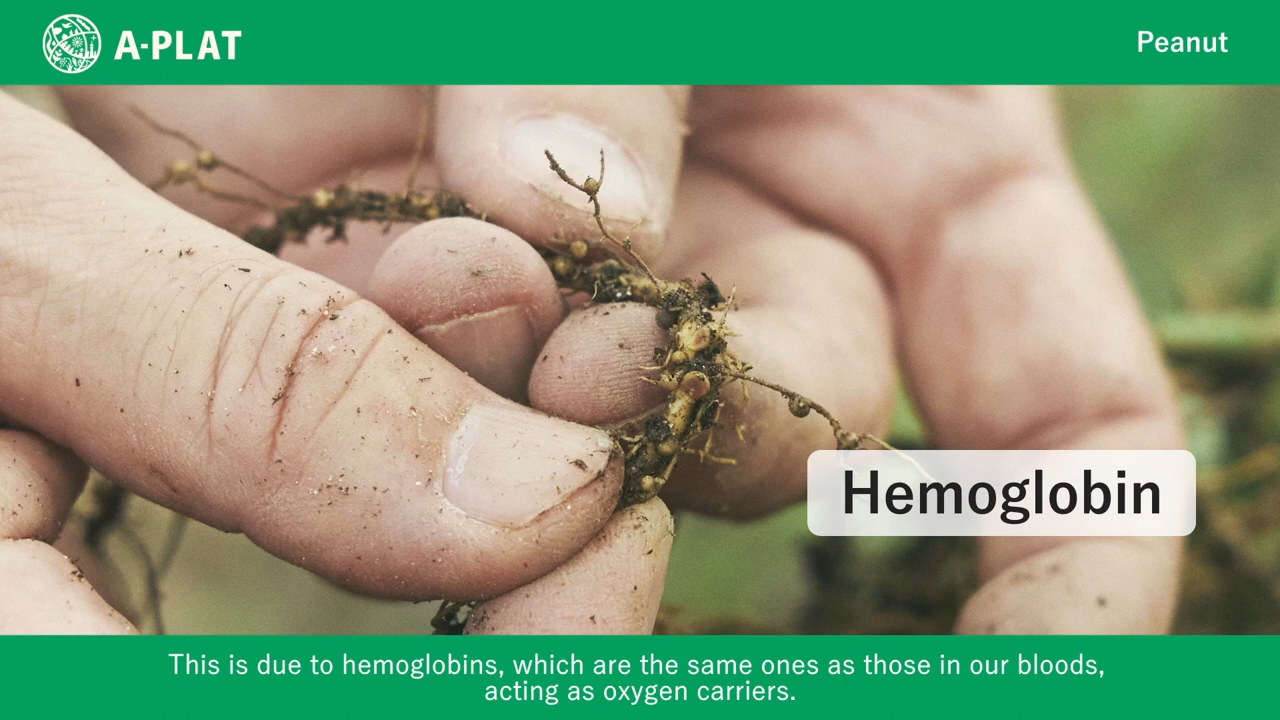 A-PLAT
Peanut
Hemoglobin
This is due to hemoglobins, which are the same ones as those in our bloods,
acting as oxygen carriers.